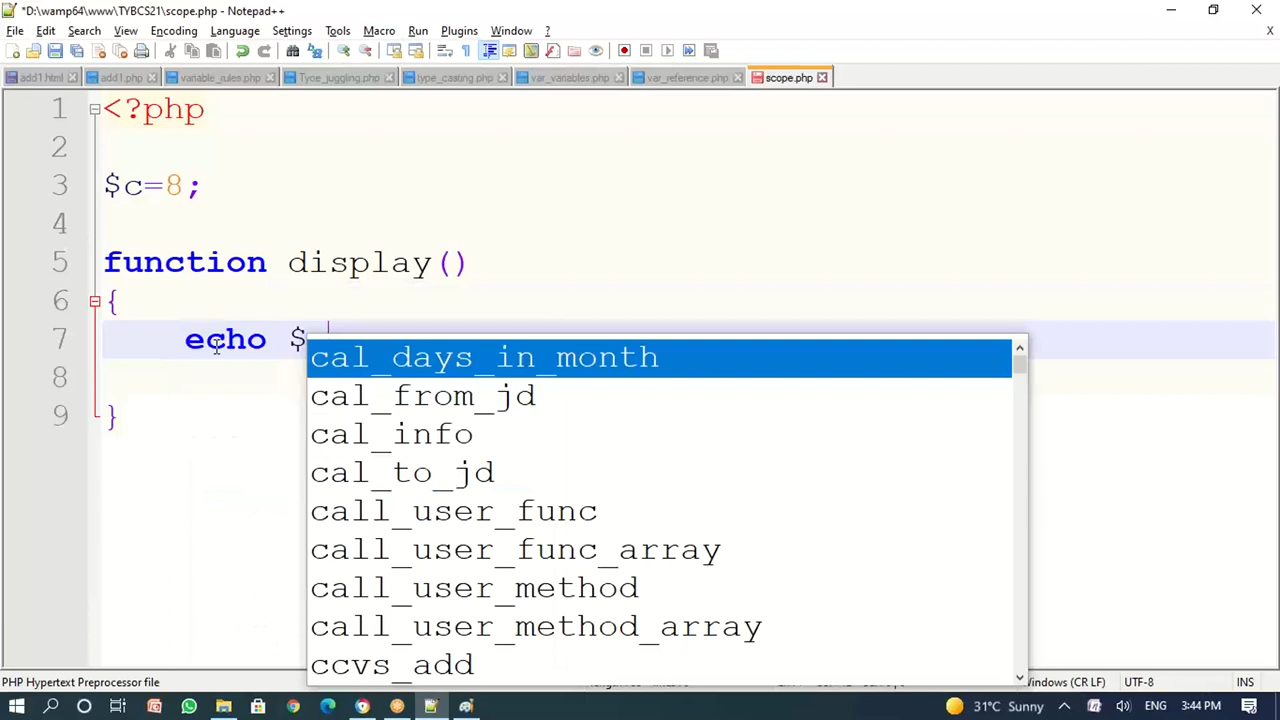 *D:\wamp64\www\TYBCS21\scope.php - Notepad++
File Edit Search View Encoding Language Settings Tools Macro Run Plugins Window ?
add1.html add1.php variable_rules.php Tyoe_juggling.php type_casting.php var_variables.php var_reference.php scope.php
1 <?php
2
3 $c=8;
4
5 function display()
6 {
7 echo $
8
9 }
cal_days_in_month
cal_from_jd
cal_info
cal_to_jd
call_user_func
call_user_func_array
call_user_method
call_user_method_array
ccvs_add
PHP Hypertext Preprocessor file Windows (CR LF) UTF-8 INS
31°C Sunny ENG 3:44 PM